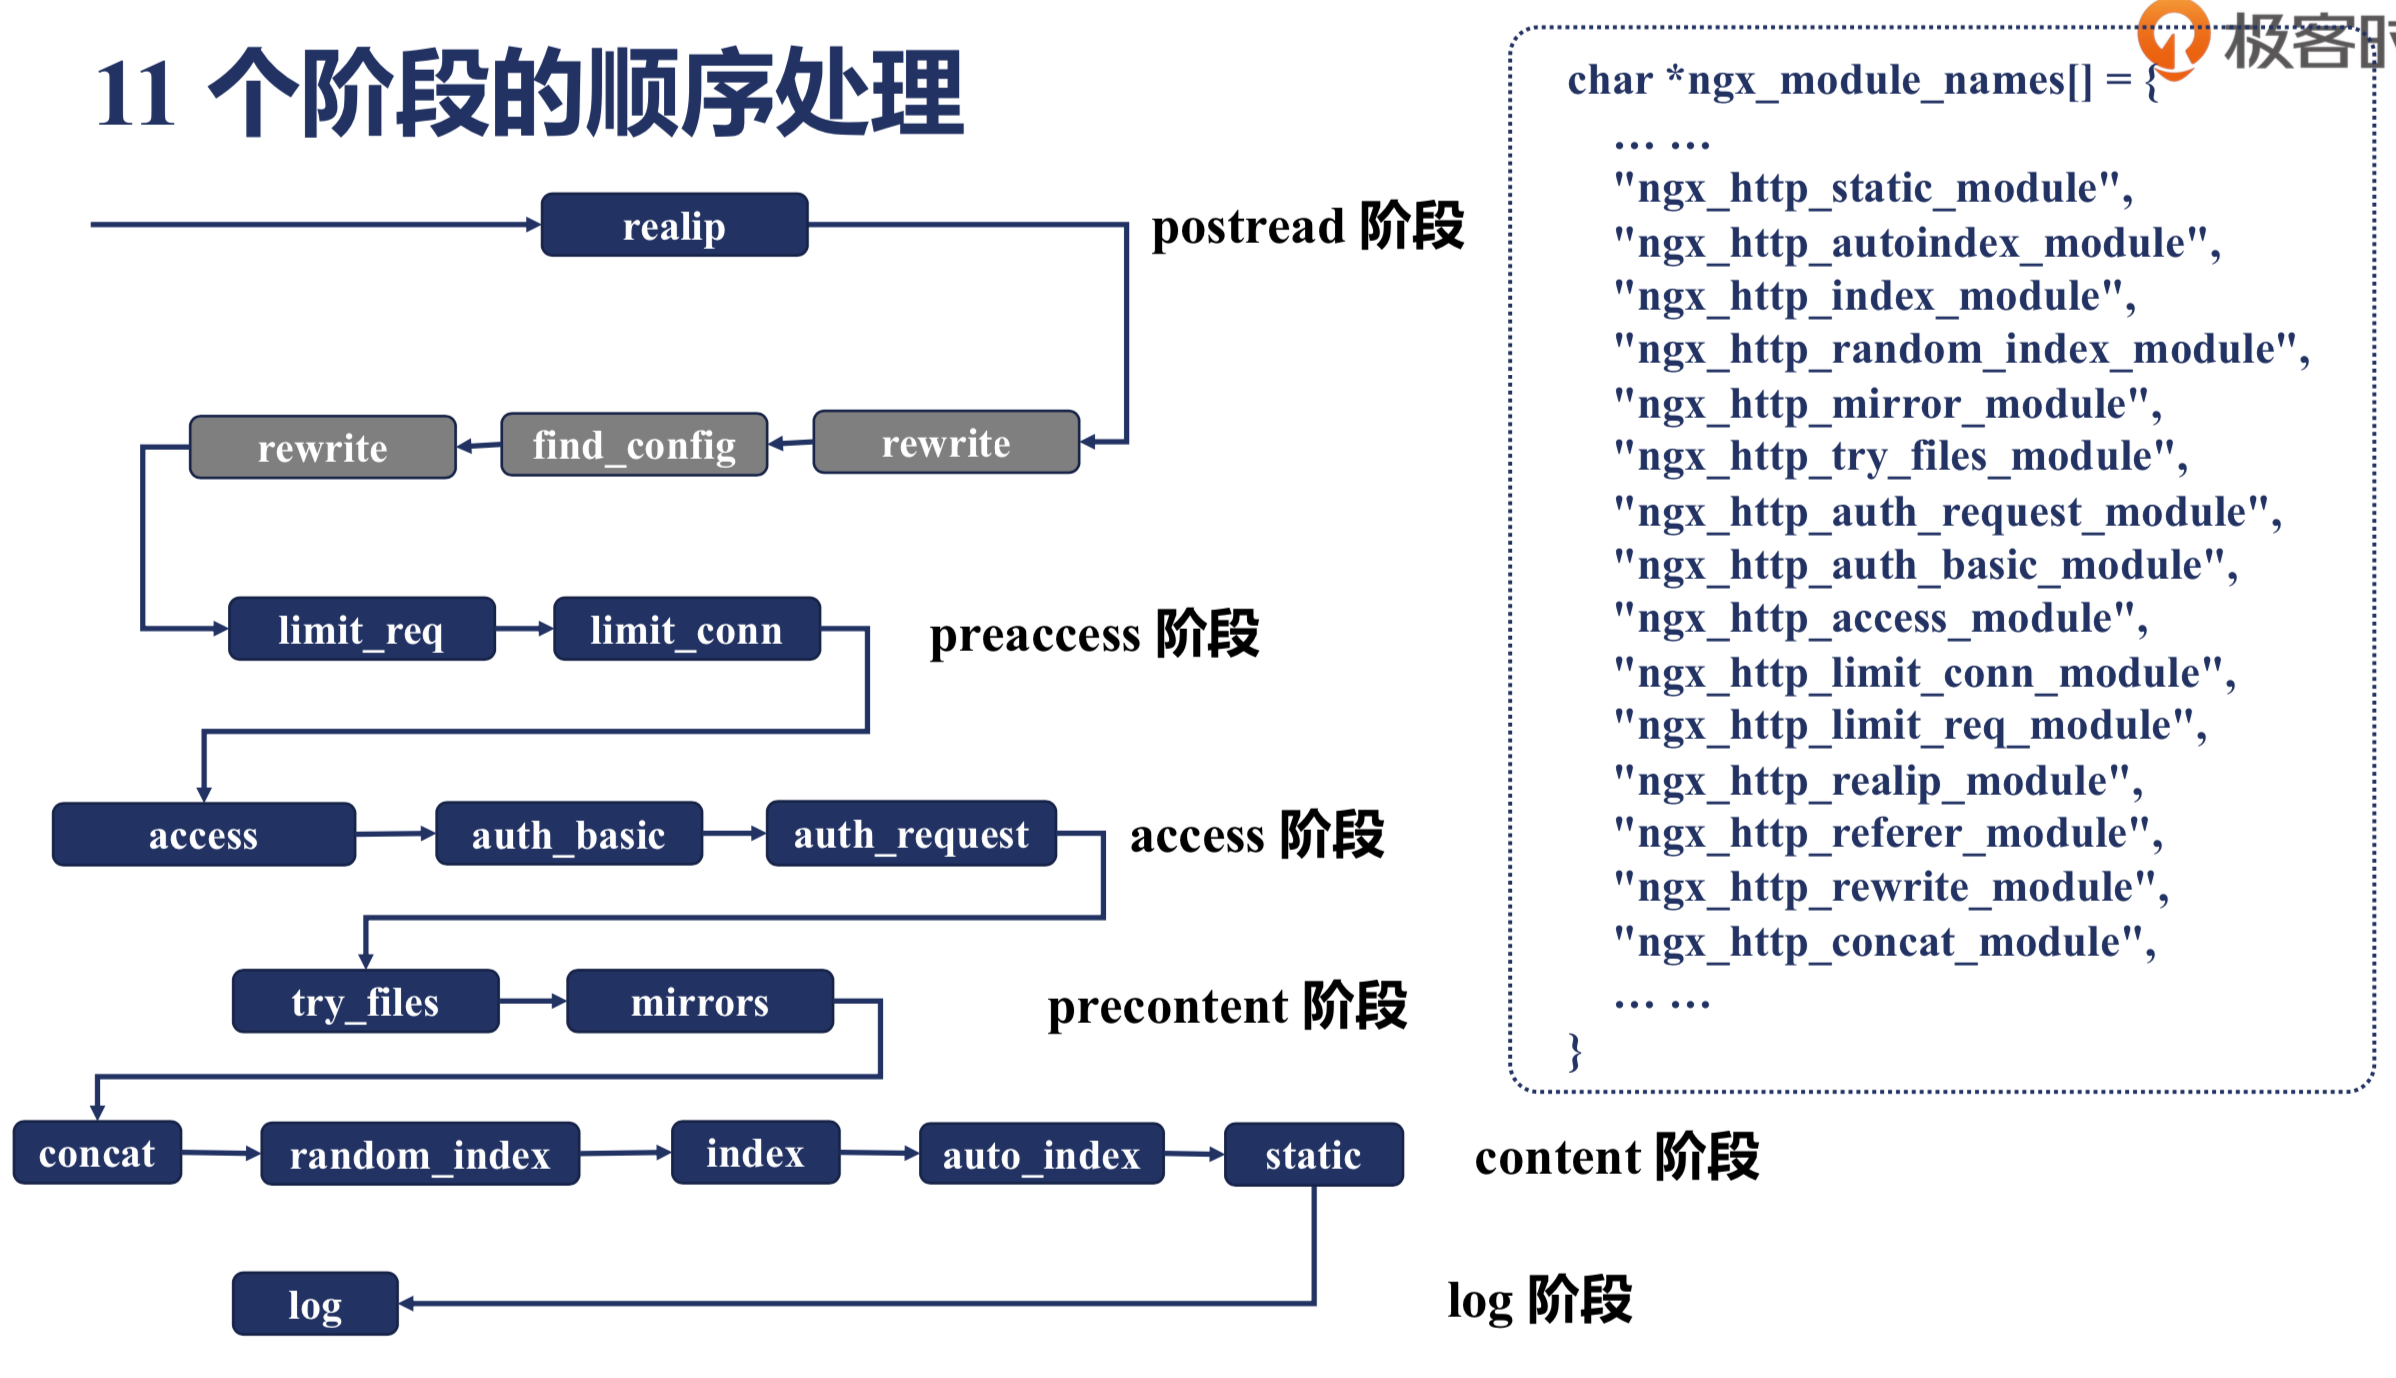 11 个阶段的顺序处理
极客时
realip
postread 阶段
rewrite
find_config
rewrite
limit_req
limit_conn
preaccess 阶段
access
auth_basic
auth_request
access 阶段
try_files
mirrors
precontent 阶段
concat
random_index
index
auto_index
static
content 阶段
log
log 阶段
char *ngx_module_names[] = {
… …
"ngx_http_static_module",
"ngx_http_autoindex_module",
"ngx_http_index_module",
"ngx_http_random_index_module",
"ngx_http_mirror_module",
"ngx_http_try_files_module",
"ngx_http_auth_request_module",
"ngx_http_auth_basic_module",
"ngx_http_access_module",
"ngx_http_limit_conn_module",
"ngx_http_limit_req_module",
"ngx_http_realip_module",
"ngx_http_referer_module",
"ngx_http_rewrite_module",
"ngx_http_concat_module",
… …
}